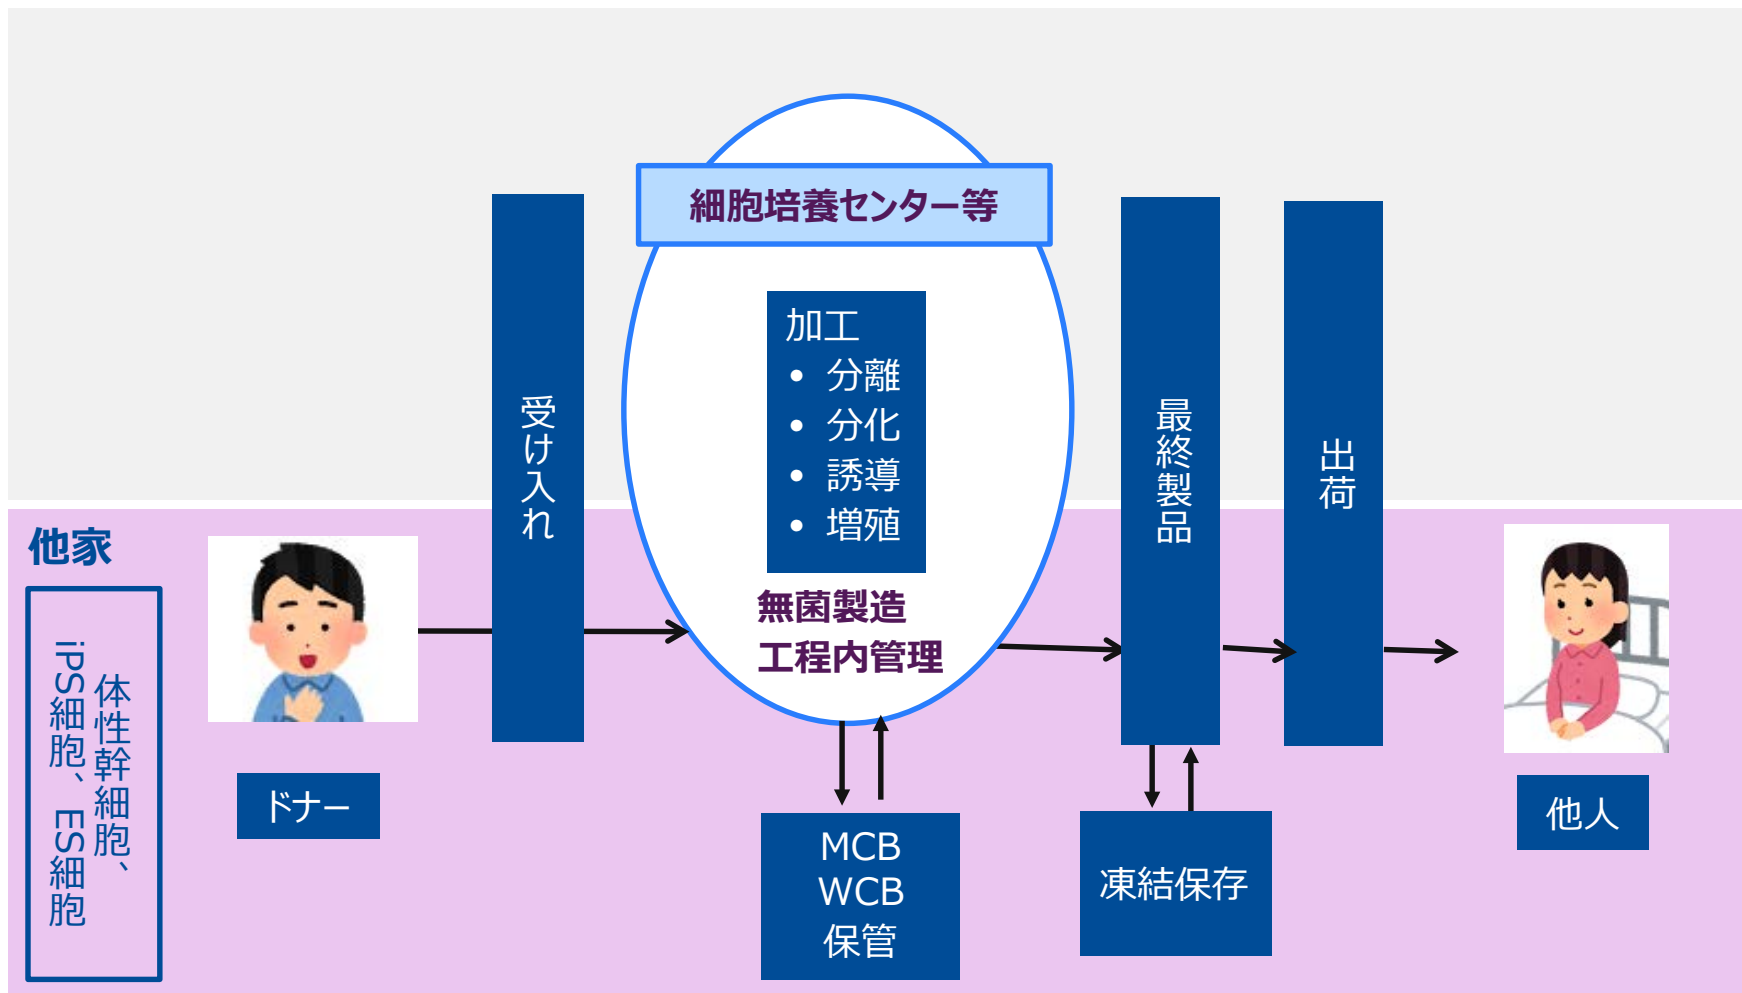 細胞培養センター等
受け入れ
加工
• 分離
• 分化
• 誘導
• 増殖
無菌製造
工程内管理
最終製品
出荷
他家
体性幹細胞、
iPS細胞、ES細胞
ドナー
MCB
WCB
保管
凍結保存
他人